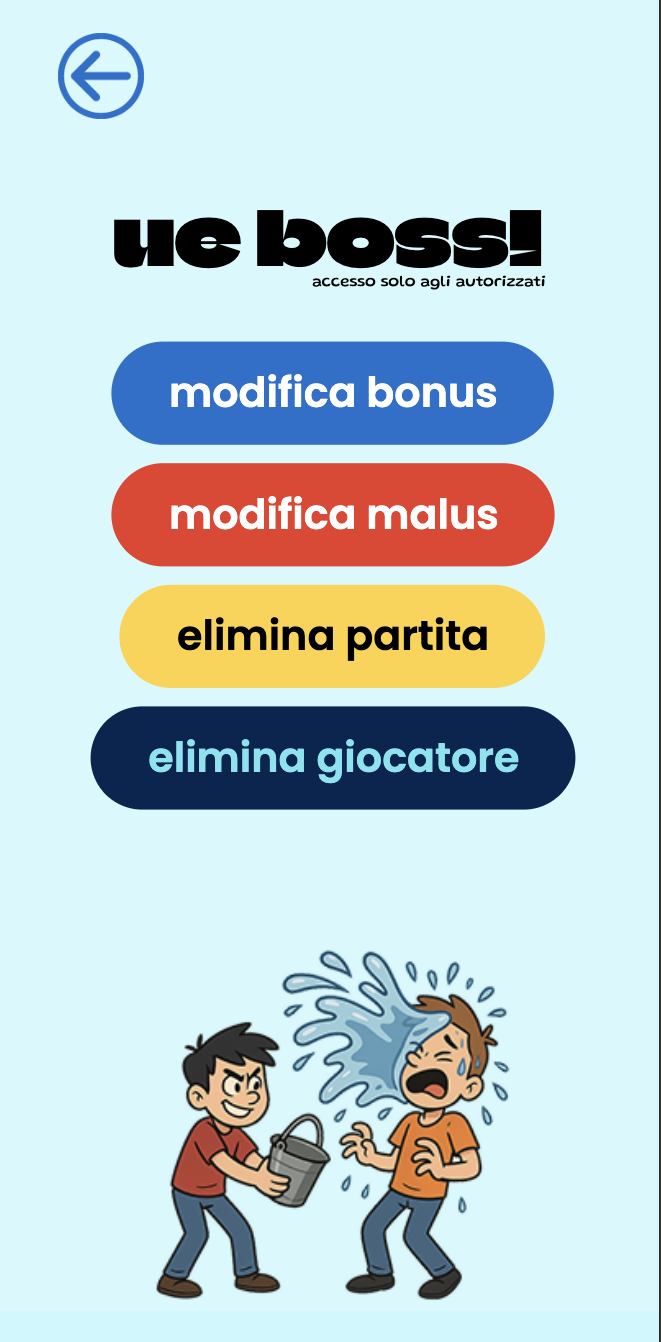 ue boss!
accesso solo agli autorizzati
modifica bonus
modifica malus
elimina partita
elimina giocatore